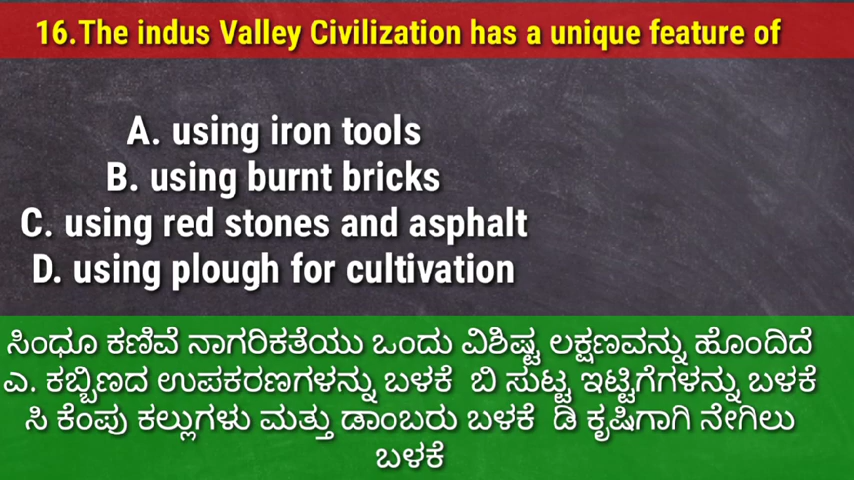 16.The indus Valley Civilization has a unique feature of
A. using iron tools
B. using burnt bricks
C. using red stones and asphalt
D. using plough for cultivation
ಸಿಂಧೂ ಕಣಿವೆ ನಾಗರಿಕತೆಯು ಒಂದು ವಿಶಿಷ್ಟ ಲಕ್ಷಣವನ್ನು ಹೊಂದಿದೆ
ಎ. ಕಬ್ಬಿಣದ ಉಪಕರಣಗಳನ್ನು ಬಳಕೆ ಬಿ ಸುಟ್ಟ ಇಟ್ಟಿಗೆಗಳನ್ನು ಬಳಕೆ
ಸಿ ಕೆಂಪು ಕಲ್ಲುಗಳು ಮತ್ತು ಡಾಂಬರು ಬಳಕೆ ಡಿ ಕೃಷಿಗಾಗಿ ನೇಗಿಲು
ಬಳಕೆ